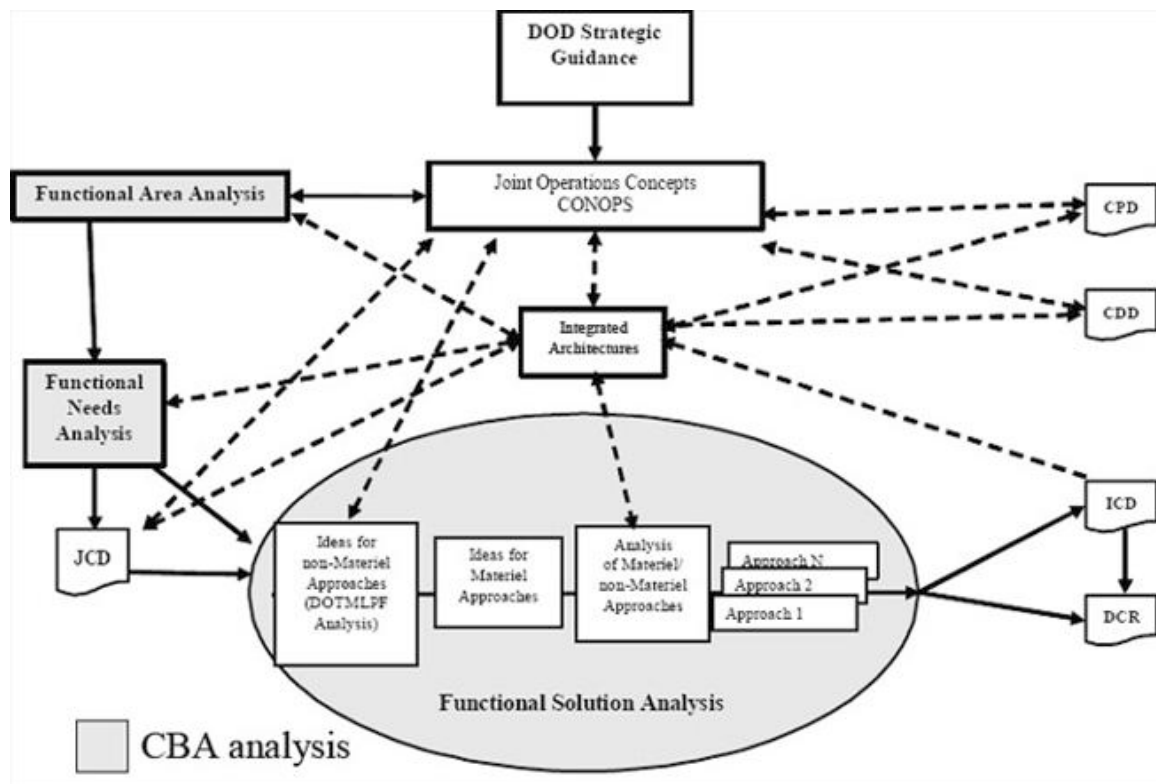 DOD Strategic
Guidance
Functional Area Analysis
Joint Operations Concepts
CONOPS
CPD
CDD
Integrated
Architectures
Functional
Needs
Analysis
JCD
Ideas for
non-Materiel
Approaches
(DOTMLPF
Analysis)
Ideas for
Materiel
Approaches
Analysis
of Materiel/
non-Materiel
Approaches
Approach N
Approach 2
Approach 1
ICD
DCR
Functional Solution Analysis
CBA analysis